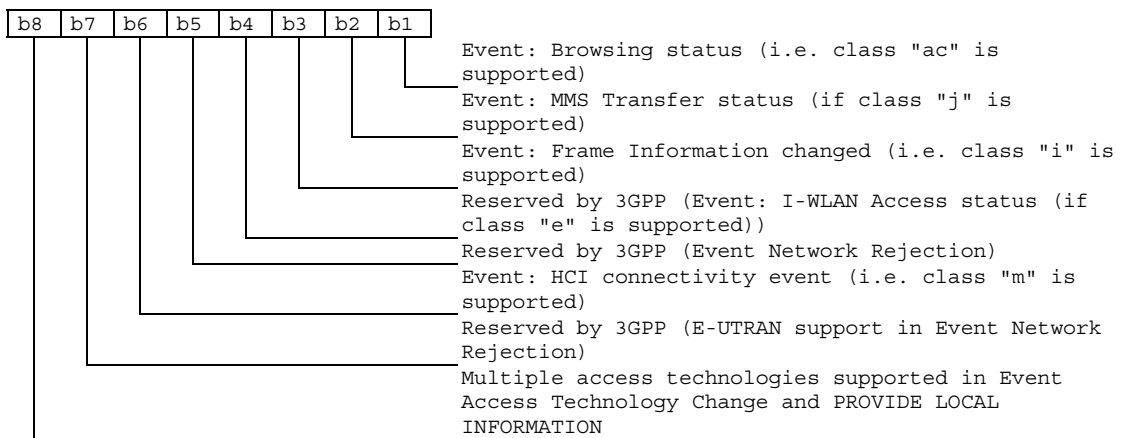 b8 b7 b6 b5 b4 b3 b2 b1
Event: Browsing status (i.e. class "ac" is
supported)
Event: MMS Transfer status (if class "j" is
supported)
Event: Frame Information changed (i.e. class "i" is
supported)
Reserved by 3GPP (Event: I-WLAN Access status (if
class "e" is supported))
Reserved by 3GPP (Event Network Rejection)
Event: HCI connectivity event (i.e. class "m" is
supported)
Reserved by 3GPP (E-UTRAN support in Event Network
Rejection)
Multiple access technologies supported in Event
Access Technology Change and PROVIDE LOCAL
INFORMATION